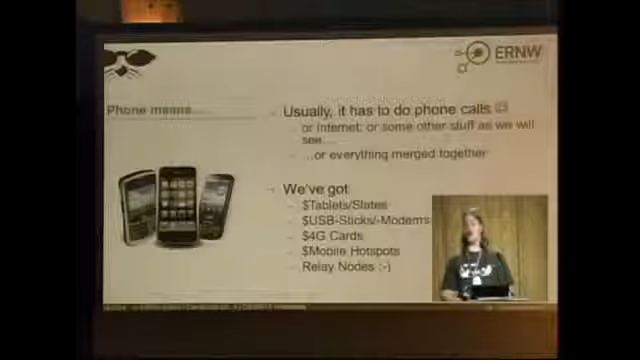 ERNW
Phone means...
Usually, it has to do phone calls
or Internet; or some other stuff as we will
see....
...or everything merged together
We've got
$Tablets/Slates
$USB-Sticks/-Modems
$4G Cards
$Mobile Hotspots
Relay Nodes :-)